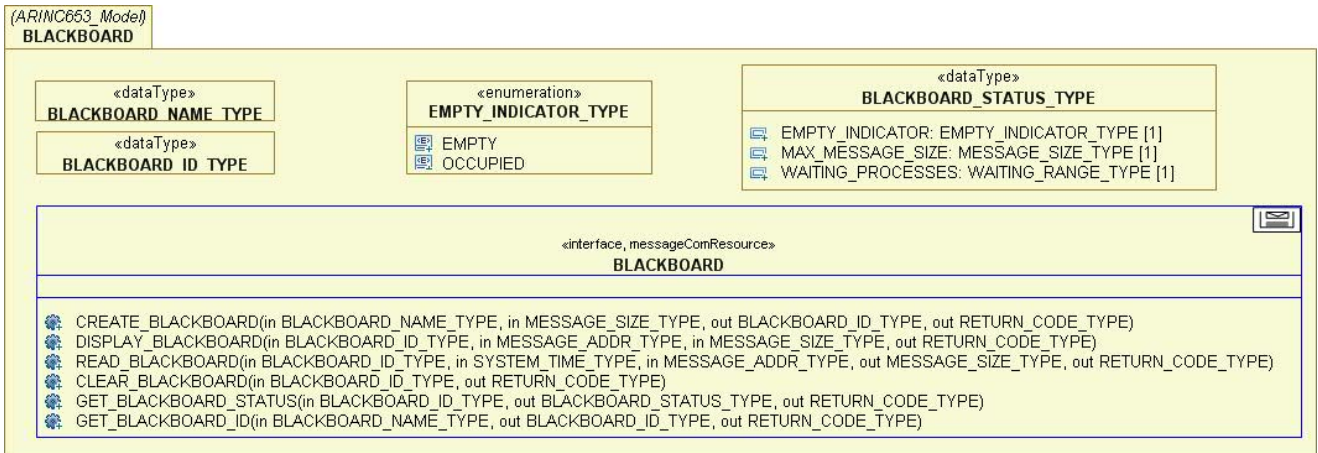 (ARINC653_Model)
BLACKBOARD
«dataType»
BLACKBOARD_NAME_TYPE
«dataType»
BLACKBOARD_ID_TYPE
«enumeration»
EMPTY_INDICATOR_TYPE
EMPTY
OCCUPIED
«dataType»
BLACKBOARD_STATUS_TYPE
EMPTY_INDICATOR: EMPTY_INDICATOR_TYPE [1]
MAX_MESSAGE_SIZE: MESSAGE_SIZE_TYPE [1]
WAITING_PROCESSES: WAITING_RANGE_TYPE [1]
«interface, messageComResource»
BLACKBOARD
CREATE_BLACKBOARD(in BLACKBOARD_NAME_TYPE, in MESSAGE_SIZE_TYPE, out BLACKBOARD_ID_TYPE, out RETURN_CODE_TYPE)
DISPLAY_BLACKBOARD(in BLACKBOARD_ID_TYPE, in MESSAGE_ADDR_TYPE, in MESSAGE_SIZE_TYPE, out RETURN_CODE_TYPE)
READ_BLACKBOARD(in BLACKBOARD_ID_TYPE, in SYSTEM_TIME_TYPE, in MESSAGE_ADDR_TYPE, out MESSAGE_SIZE_TYPE, out RETURN_CODE_TYPE)
CLEAR_BLACKBOARD(in BLACKBOARD_ID_TYPE, out RETURN_CODE_TYPE)
GET_BLACKBOARD_STATUS(in BLACKBOARD_ID_TYPE, out BLACKBOARD_STATUS_TYPE, out RETURN_CODE_TYPE)
GET_BLACKBOARD_ID(in BLACKBOARD_NAME_TYPE, out BLACKBOARD_ID_TYPE, out RETURN_CODE_TYPE)